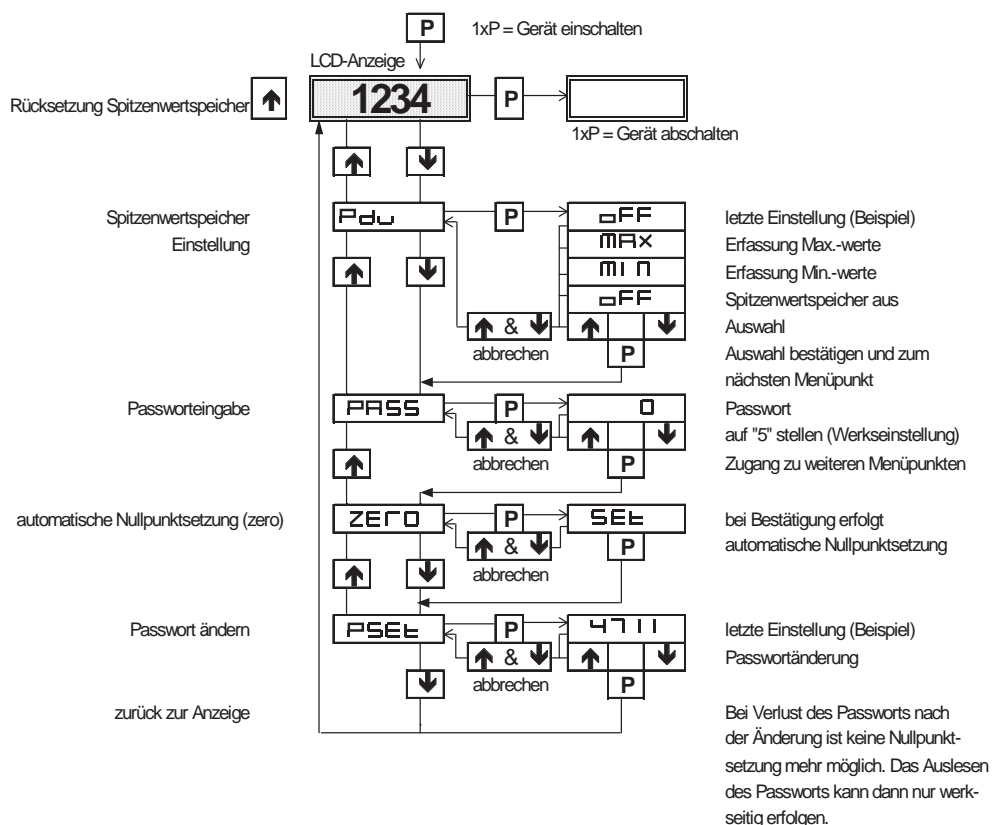 P 1xP = Gerät einschalten
LCD-Anzeige
Rücksetzung Spitzenwertspeicher 1234 P
1xP = Gerät abschalten
Spitzenwertspeicher Pdv P oFF letzte Einstellung (Beispiel)
Einstellung MAX Erfassung Max.-werte
MIN Erfassung Min.-werte
oFF Spitzenwertspeicher aus
& Auswahl
abbrechen P Auswahl bestätigen und zum
nächsten Menüpunkt
Passworteingabe PASS P 0 Passwort
& auf "5" stellen (Werkseinstellung)
abbrechen P Zugang zu weiteren Menüpunkten
automatische Nullpunktsetzung (zero) ZErO P SEt bei Bestätigung erfolgt
& P automatische Nullpunktsetzung
abbrechen
Passwort ändern PSEt P 4711 letzte Einstellung (Beispiel)
& Passwortänderung
abbrechen P
zurück zur Anzeige Bei Verlust des Passworts nach
der Änderung ist keine Nullpunkt-
setzung mehr möglich. Das Auslesen
des Passworts kann dann nur werk-
seitig erfolgen.